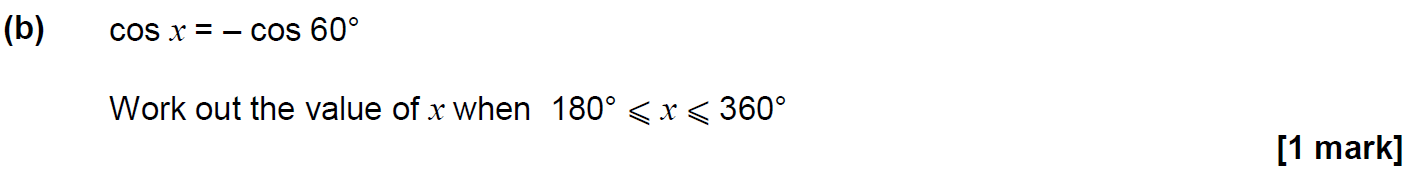 (b) cos x = – cos 60°
Work out the value of x when 180° ⩽ x ⩽ 360°
[1 mark]